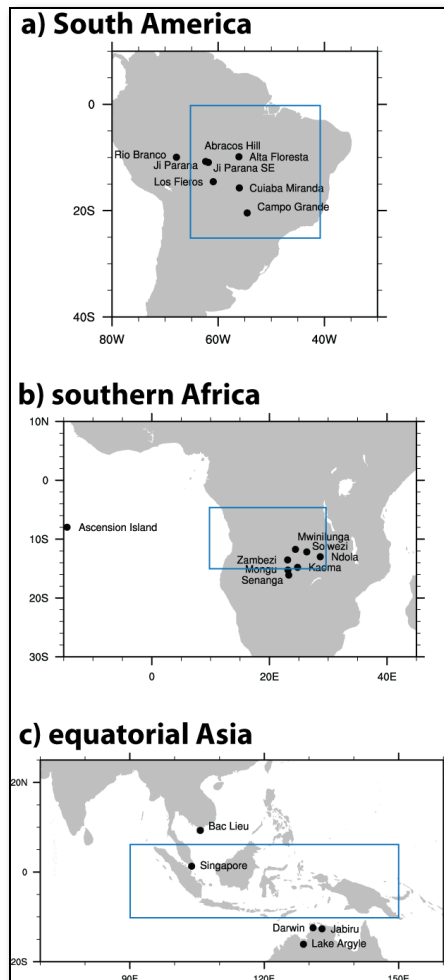 a) South America
0
20S
40S
80W 60W 40W
Abracos Hill
Rio Branco
Alta Floresta
Ji Parana
Ji Parana SE
Los Fieros
Cuiaba Miranda
Campo Grande
b) southern Africa
10N
0
10S
20S
30S
0 20E 40E
Ascension Island
Mwinilunga
Solwezi
Zambezi
Ndola
Mongu
Kaoma
Senanga
c) equatorial Asia
20N
0
20S
90E 120E 150E
Bac Lieu
Singapore
Darwin
Jabiru
Lake Argyle